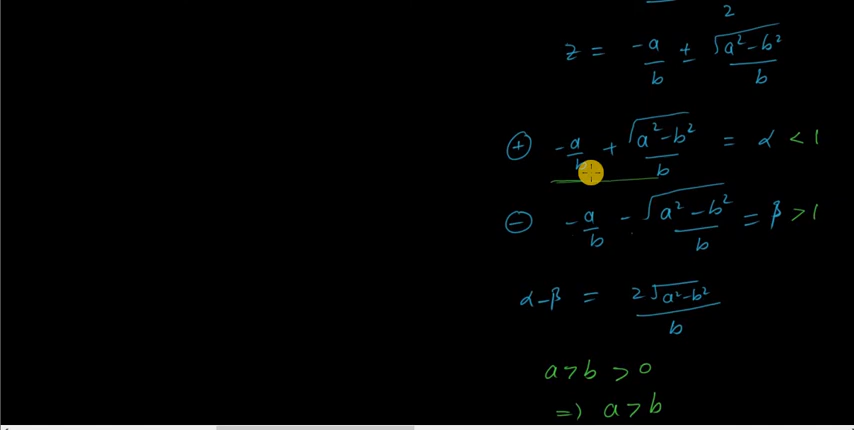 2
z = -a/b ± √(a² - b²)/b
⊕ -a/b + √(a² - b²)/b = α < 1
⊖ -a/b - √(a² - b²)/b = β > 1
α - β = 2√(a² - b²)/b
a > b > 0
=> a > b